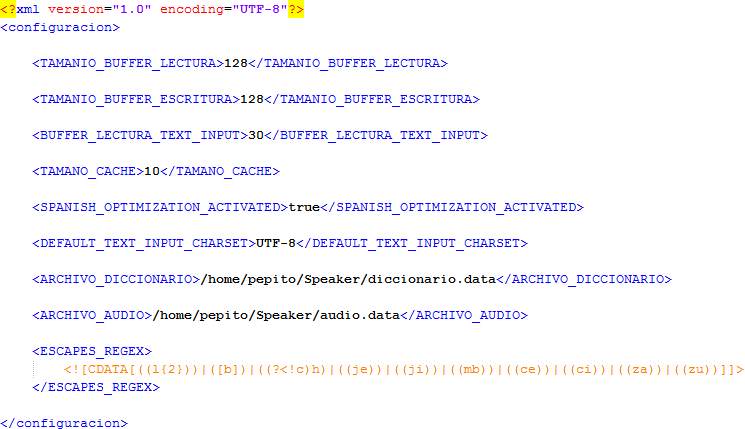 <?xml version="1.0" encoding="UTF-8"?>
<configuracion>
<TAMANIO_BUFFER_LECTURA>128</TAMANIO_BUFFER_LECTURA>
<TAMANIO_BUFFER_ESCRITURA>128</TAMANIO_BUFFER_ESCRITURA>
<BUFFER_LECTURA_TEXT_INPUT>30</BUFFER_LECTURA_TEXT_INPUT>
<TAMANO_CACHE>10</TAMANO_CACHE>
<SPANISH_OPTIMIZATION_ACTIVATED>true</SPANISH_OPTIMIZATION_ACTIVATED>
<DEFAULT_TEXT_INPUT_CHARSET>UTF-8</DEFAULT_TEXT_INPUT_CHARSET>
<ARCHIVO_DICCIONARIO>/home/pepito/Speaker/diccionario.data</ARCHIVO_DICCIONARIO>
<ARCHIVO_AUDIO>/home/pepito/Speaker/audio.data</ARCHIVO_AUDIO>
<ESCAPES_REGEX>
<![CDATA[((l{2}))|([b])|((?<!c)h)|((je))|((ji))|((mb))|((ce))|((ci))|((za))|((zu))]]>
</ESCAPES_REGEX>
</configuracion>